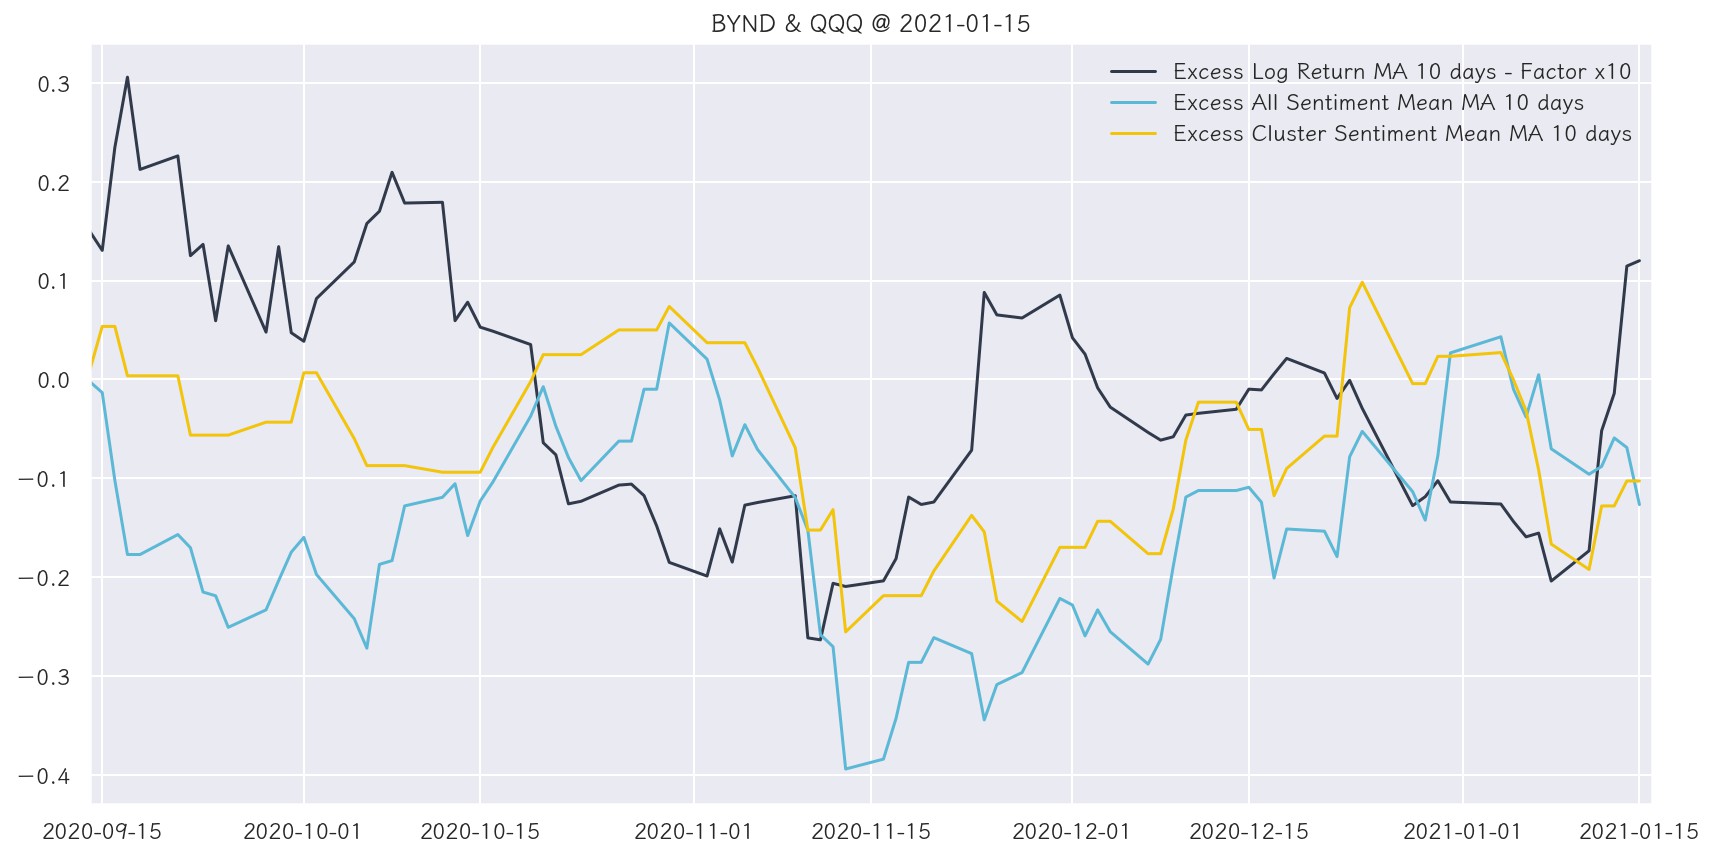 BYND & QQQ @ 2021-01-15
Excess Log Return MA 10 days - Factor x10
Excess All Sentiment Mean MA 10 days
Excess Cluster Sentiment Mean MA 10 days
0.3
0.2
0.1
0.0
−0.1
−0.2
−0.3
−0.4
2020-09-15 2020-10-01 2020-10-15 2020-11-01 2020-11-15 2020-12-01 2020-12-15 2021-01-01 2021-01-15